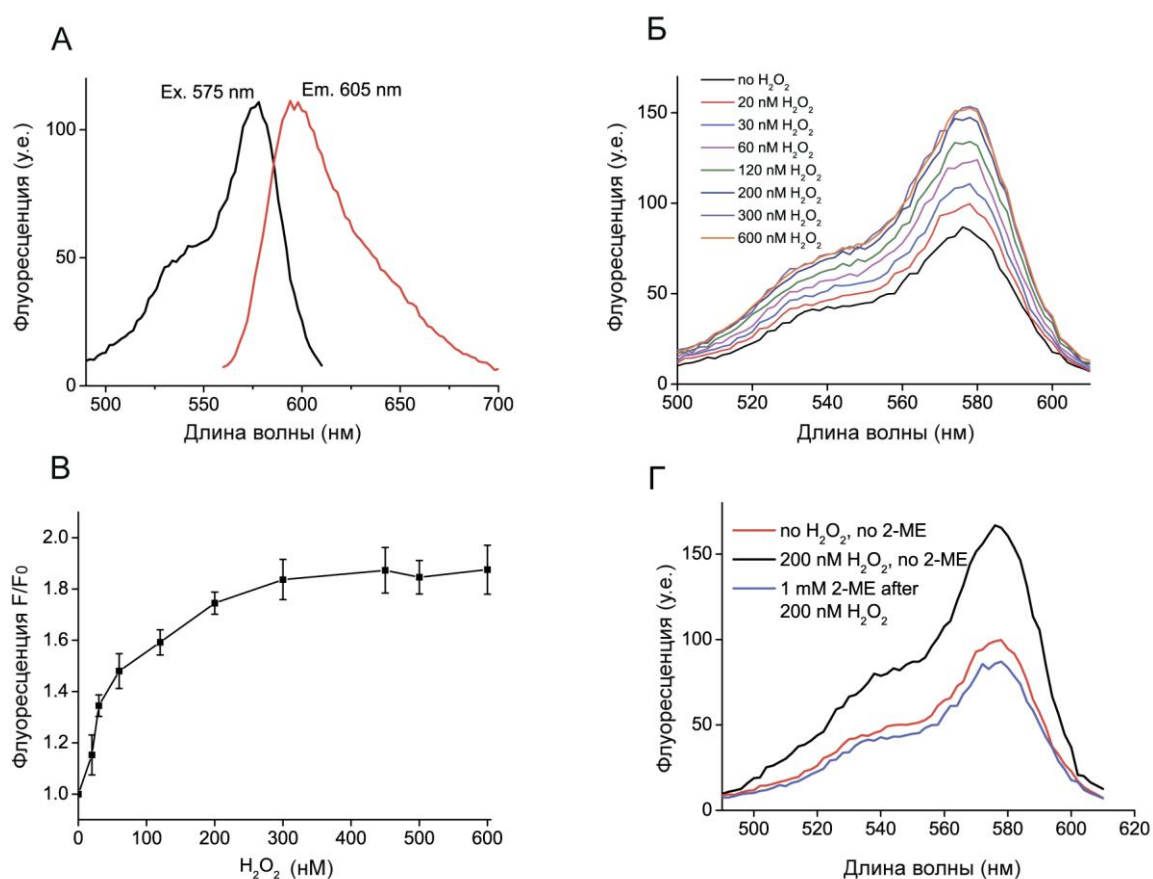 А
Ex. 575 nm
Em. 605 nm
Флуоресценция (у.е.)
100
50
0
500
550
600
650
700
Длина волны (нм)
Б
no H₂O₂
20 nM H₂O₂
30 nM H₂O₂
60 nM H₂O₂
120 nM H₂O₂
200 nM H₂O₂
300 nM H₂O₂
600 nM H₂O₂
Флуоресценция (у.е.)
150
100
50
0
500
520
540
560
580
600
Длина волны (нм)
В
Флуоресценция F/F0
2.0
1.8
1.6
1.4
1.2
1.0
0
100
200
300
400
500
600
H₂O₂ (нМ)
Г
no H₂O₂, no 2-ME
200 nM H₂O₂, no 2-ME
1 mM 2-ME after
200 nM H₂O₂
Флуоресценция (у.е.)
150
100
50
0
500
520
540
560
580
600
620
Длина волны (нм)